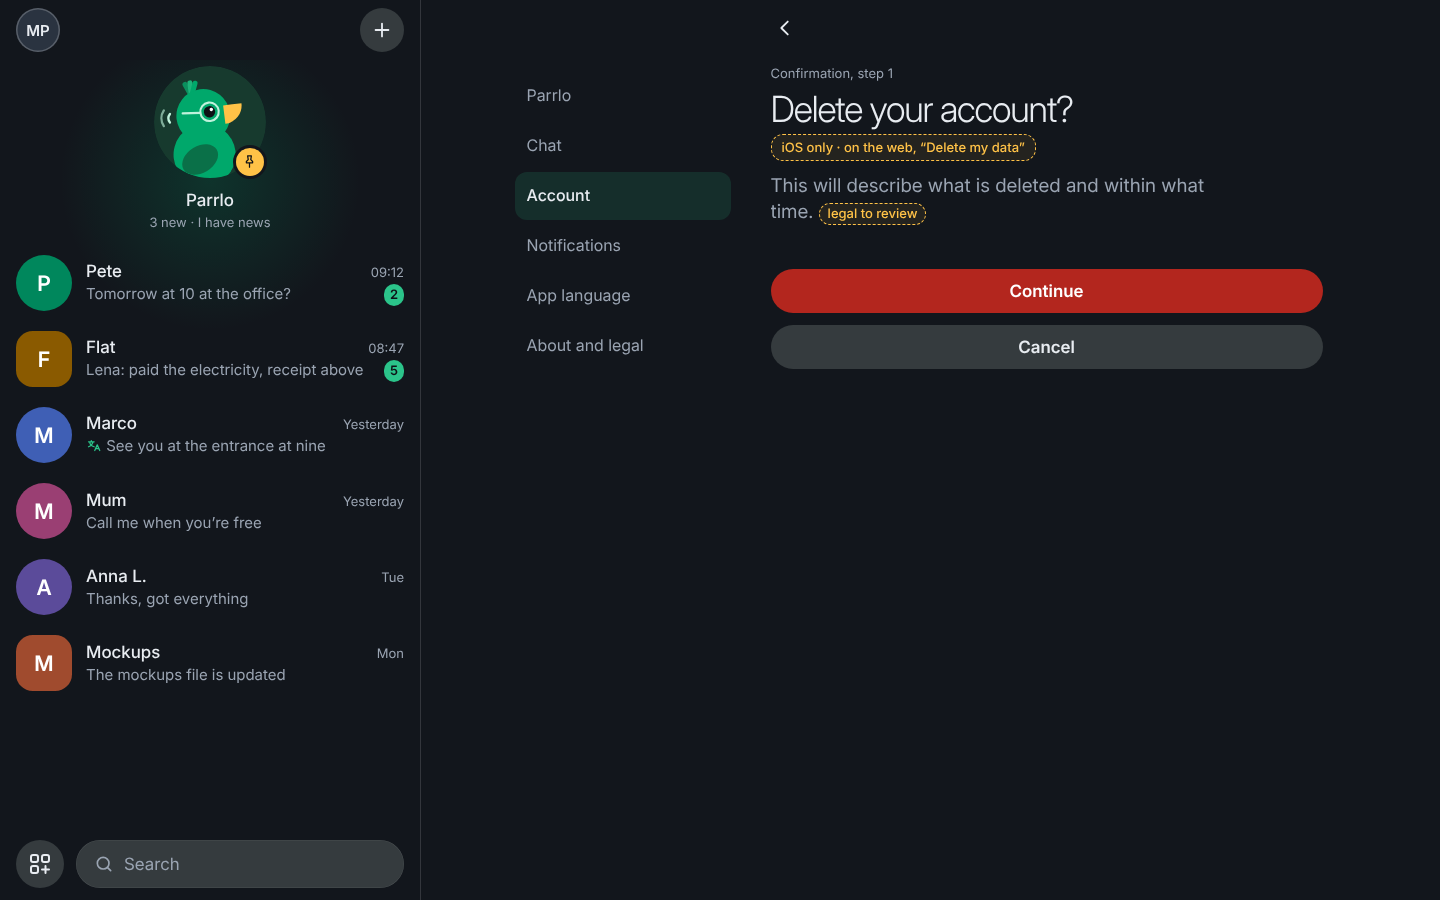 MP
Parrlo
3 new · I have news
P
Pete
09:12
Tomorrow at 10 at the office?
2
F
Flat
08:47
Lena: paid the electricity, receipt above
5
M
Marco
Yesterday
See you at the entrance at nine
M
Mum
Yesterday
Call me when you’re free
A
Anna L.
Tue
Thanks, got everything
M
Mockups
Mon
The mockups file is updated
Search
Parrlo
Chat
Account
Notifications
App language
About and legal
Confirmation, step 1
Delete your account?
iOS only · on the web, “Delete my data”
This will describe what is deleted and within what
time. legal to review
Continue
Cancel